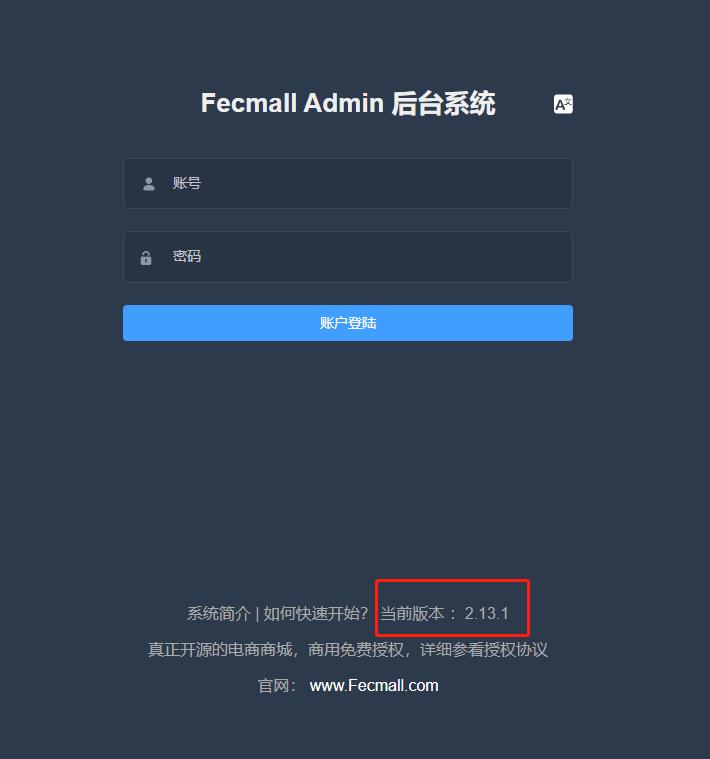 Fecmall Admin 后台系统
账号
密码
账户登陆
系统简介 | 如何快速开始？ 当前版本 ：2.13.1
真正开源的电商商城，商用免费授权，详细参看授权协议
官网： www.Fecmall.com